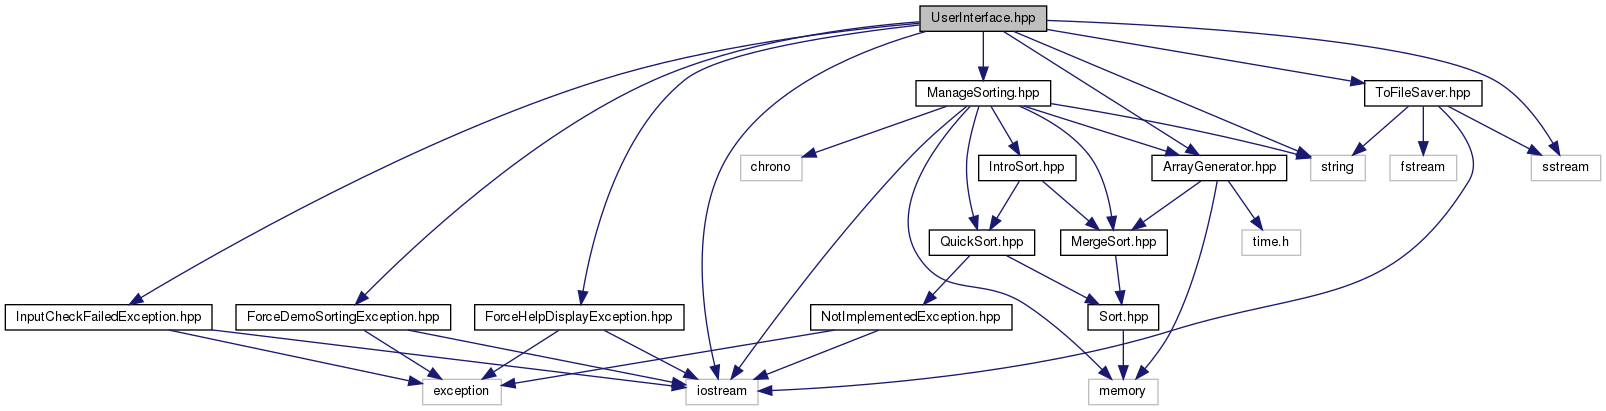 UserInterface.hpp
ManageSorting.hpp
ToFileSaver.hpp
chrono
IntroSort.hpp
ArrayGenerator.hpp
string
fstream
sstream
QuickSort.hpp
MergeSort.hpp
time.h
InputCheckFailedException.hpp
ForceDemoSortingException.hpp
ForceHelpDisplayException.hpp
NotImplementedException.hpp
Sort.hpp
exception
iostream
memory